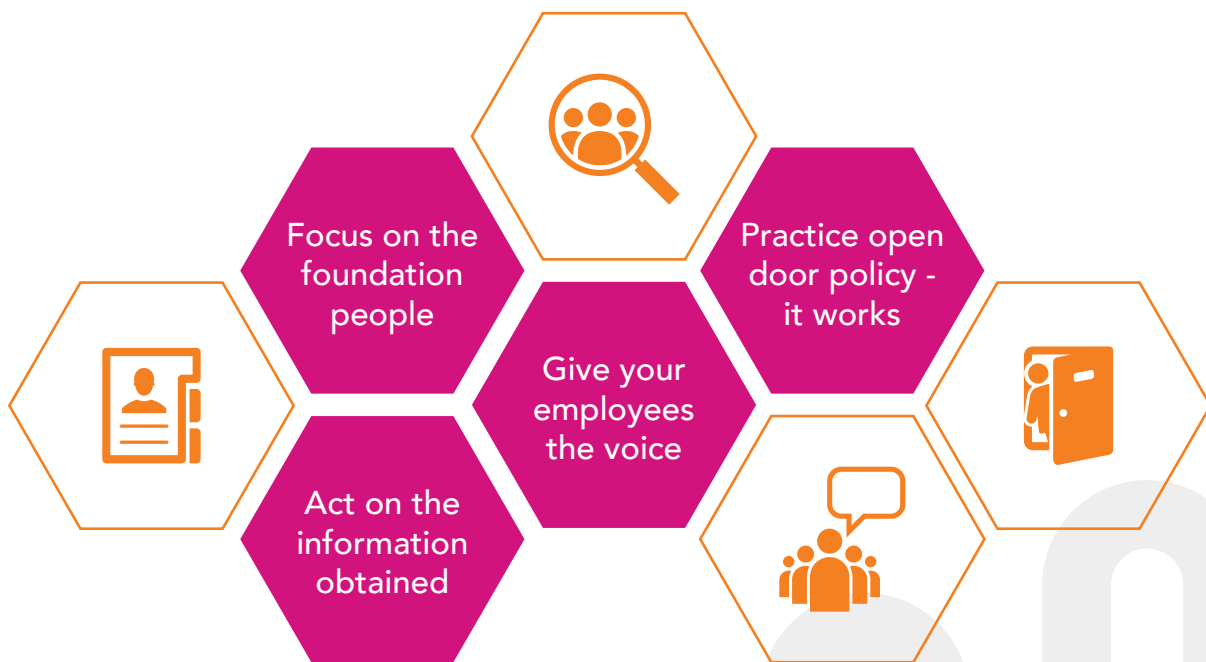 Focus on the
foundation
people
Practice open
door policy -
it works
Give your
employees
the voice
Act on the
information
obtained